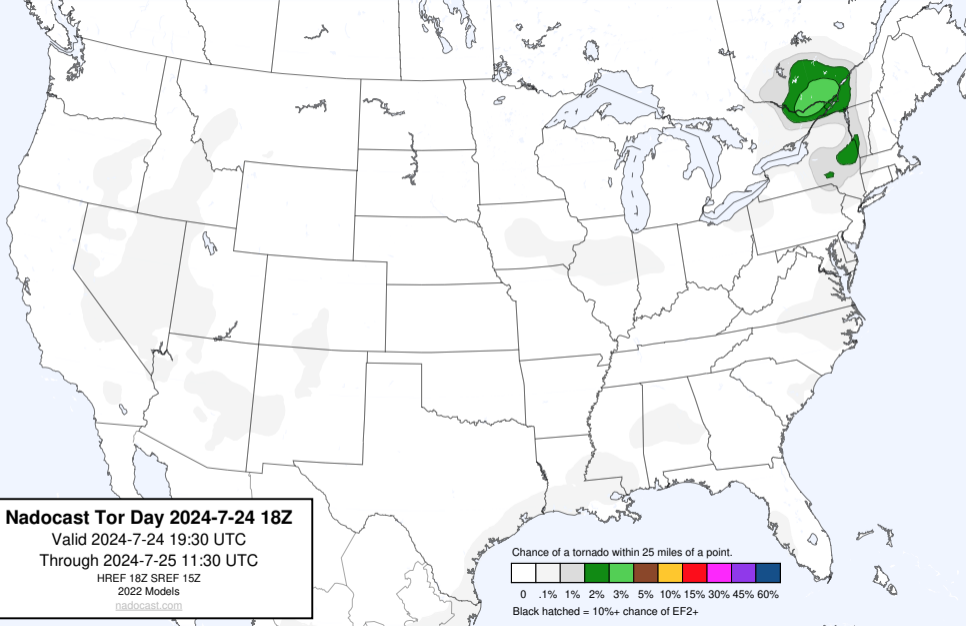 Nadocast Tor Day 2024-7-24 18Z
Valid 2024-7-24 19:30 UTC
Through 2024-7-25 11:30 UTC
HREF 18Z SREF 15Z
2022 Models
nadocast.com
Chance of a tornado within 25 miles of a point.
0 .1% 1% 2% 3% 5% 10% 15% 30% 45% 60%
Black hatched = 10%+ chance of EF2+